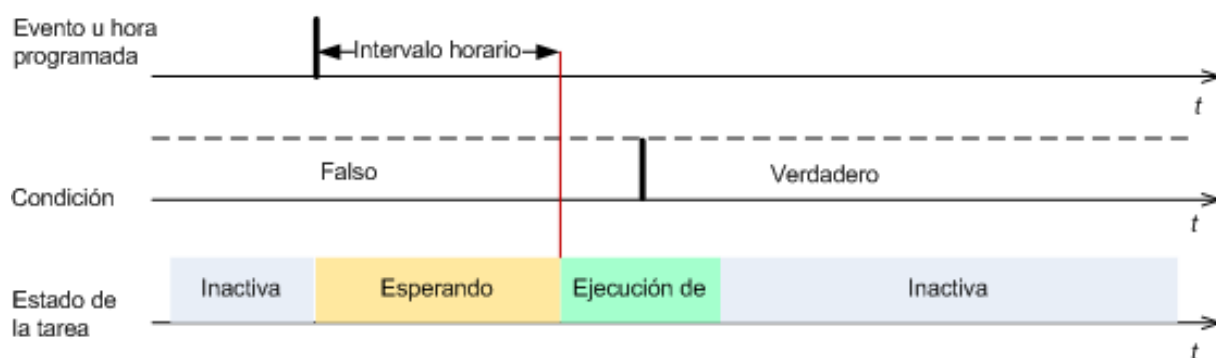 Evento u hora
programada
Intervalo horario
t
Falso
Verdadero
Condición
t
Inactiva
Esperando
Ejecución de
Inactiva
Estado de
la tarea
t